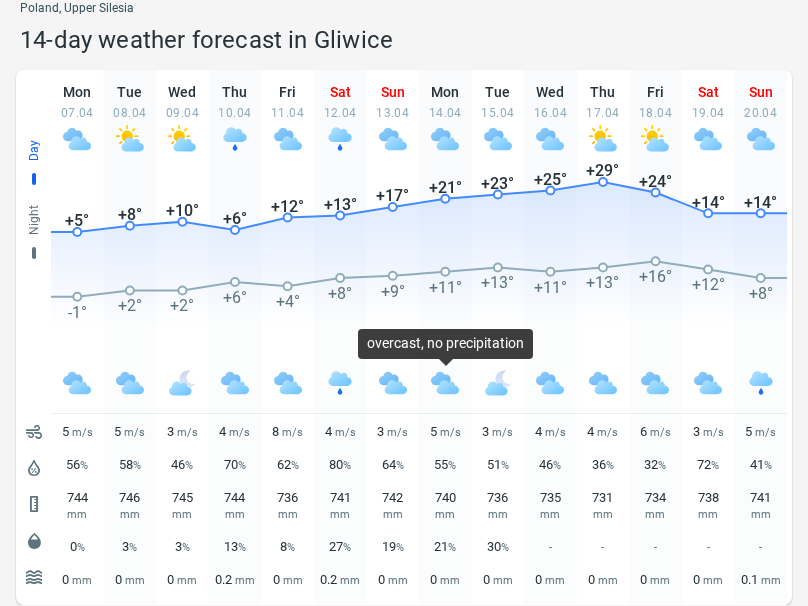 Poland, Upper Silesia
14-day weather forecast in Gliwice
Mon Tue Wed Thu Fri Sat Sun Mon Tue Wed Thu Fri Sat Sun
07.04 08.04 09.04 10.04 11.04 12.04 13.04 14.04 15.04 16.04 17.04 18.04 19.04 20.04
Day
+5° +8° +10° +6° +12° +13° +17° +21° +23° +25° +29° +24° +14° +14°
Night
-1° +2° +2° +6° +4° +8° +9° +11° +13° +11° +13° +16° +12° +8°
overcast, no precipitation
5 m/s 5 m/s 3 m/s 4 m/s 8 m/s 4 m/s 3 m/s 5 m/s 3 m/s 4 m/s 4 m/s 6 m/s 3 m/s 5 m/s
56% 58% 46% 70% 62% 80% 64% 55% 51% 46% 36% 32% 72% 41%
744 746 745 744 736 741 742 740 736 735 731 734 738 741
mm mm mm mm mm mm mm mm mm mm mm mm mm mm
0% 3% 3% 13% 8% 27% 19% 21% 30% - - - - -
0 mm 0 mm 0 mm 0.2 mm 0 mm 0.2 mm 0 mm 0 mm 0 mm 0 mm 0 mm 0 mm 0 mm 0.1 mm